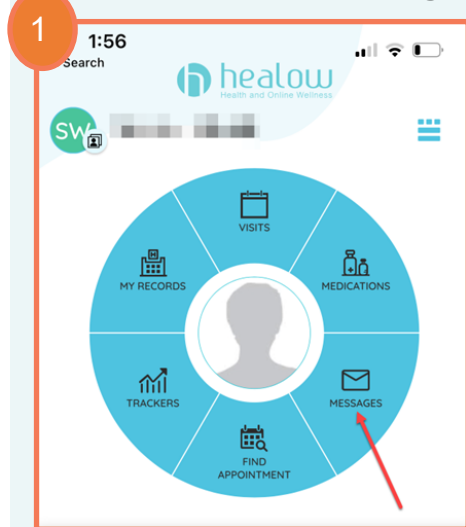 1
1:56
Search
healow
Health and Online Wellness
SW
VISITS
MY RECORDS
MEDICATIONS
TRACKERS
MESSAGES
FIND
APPOINTMENT